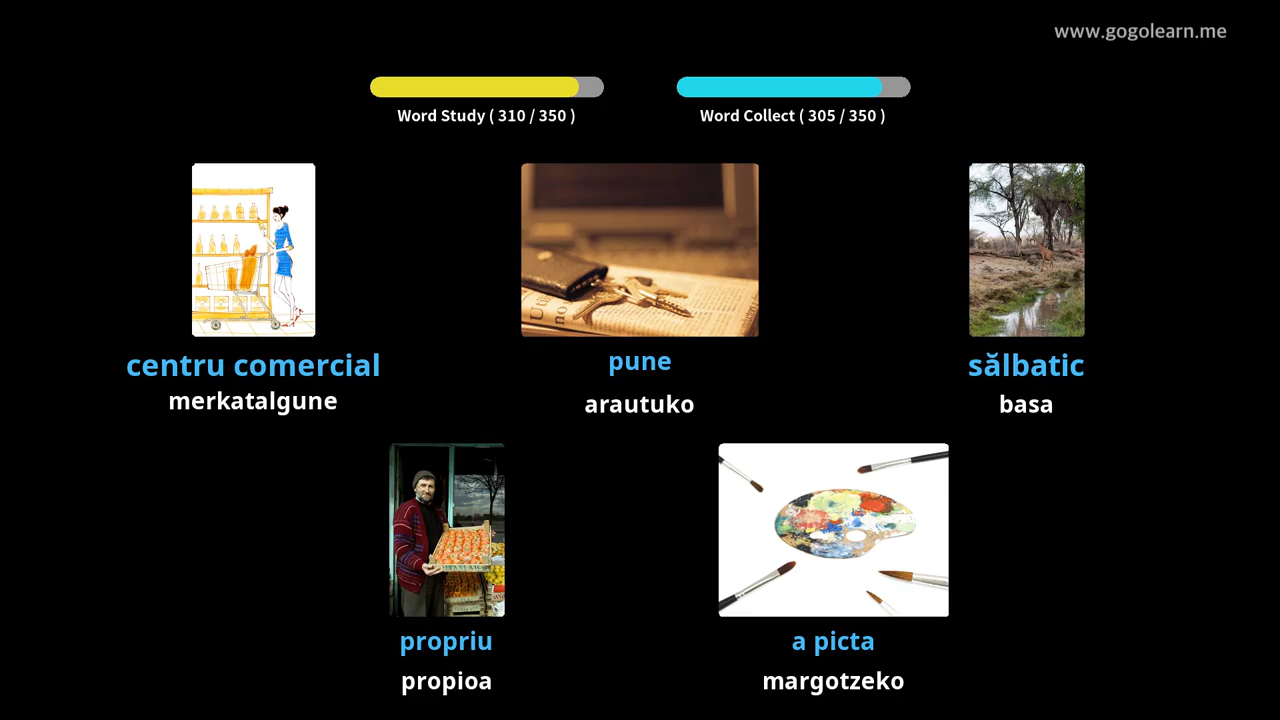 www.gogolearn.me
Word Study ( 310 / 350 )
Word Collect ( 305 / 350 )
centru comercial
merkatalgune
pune
arautuko
sălbatic
basa
propriu
propioa
a picta
margotzeko